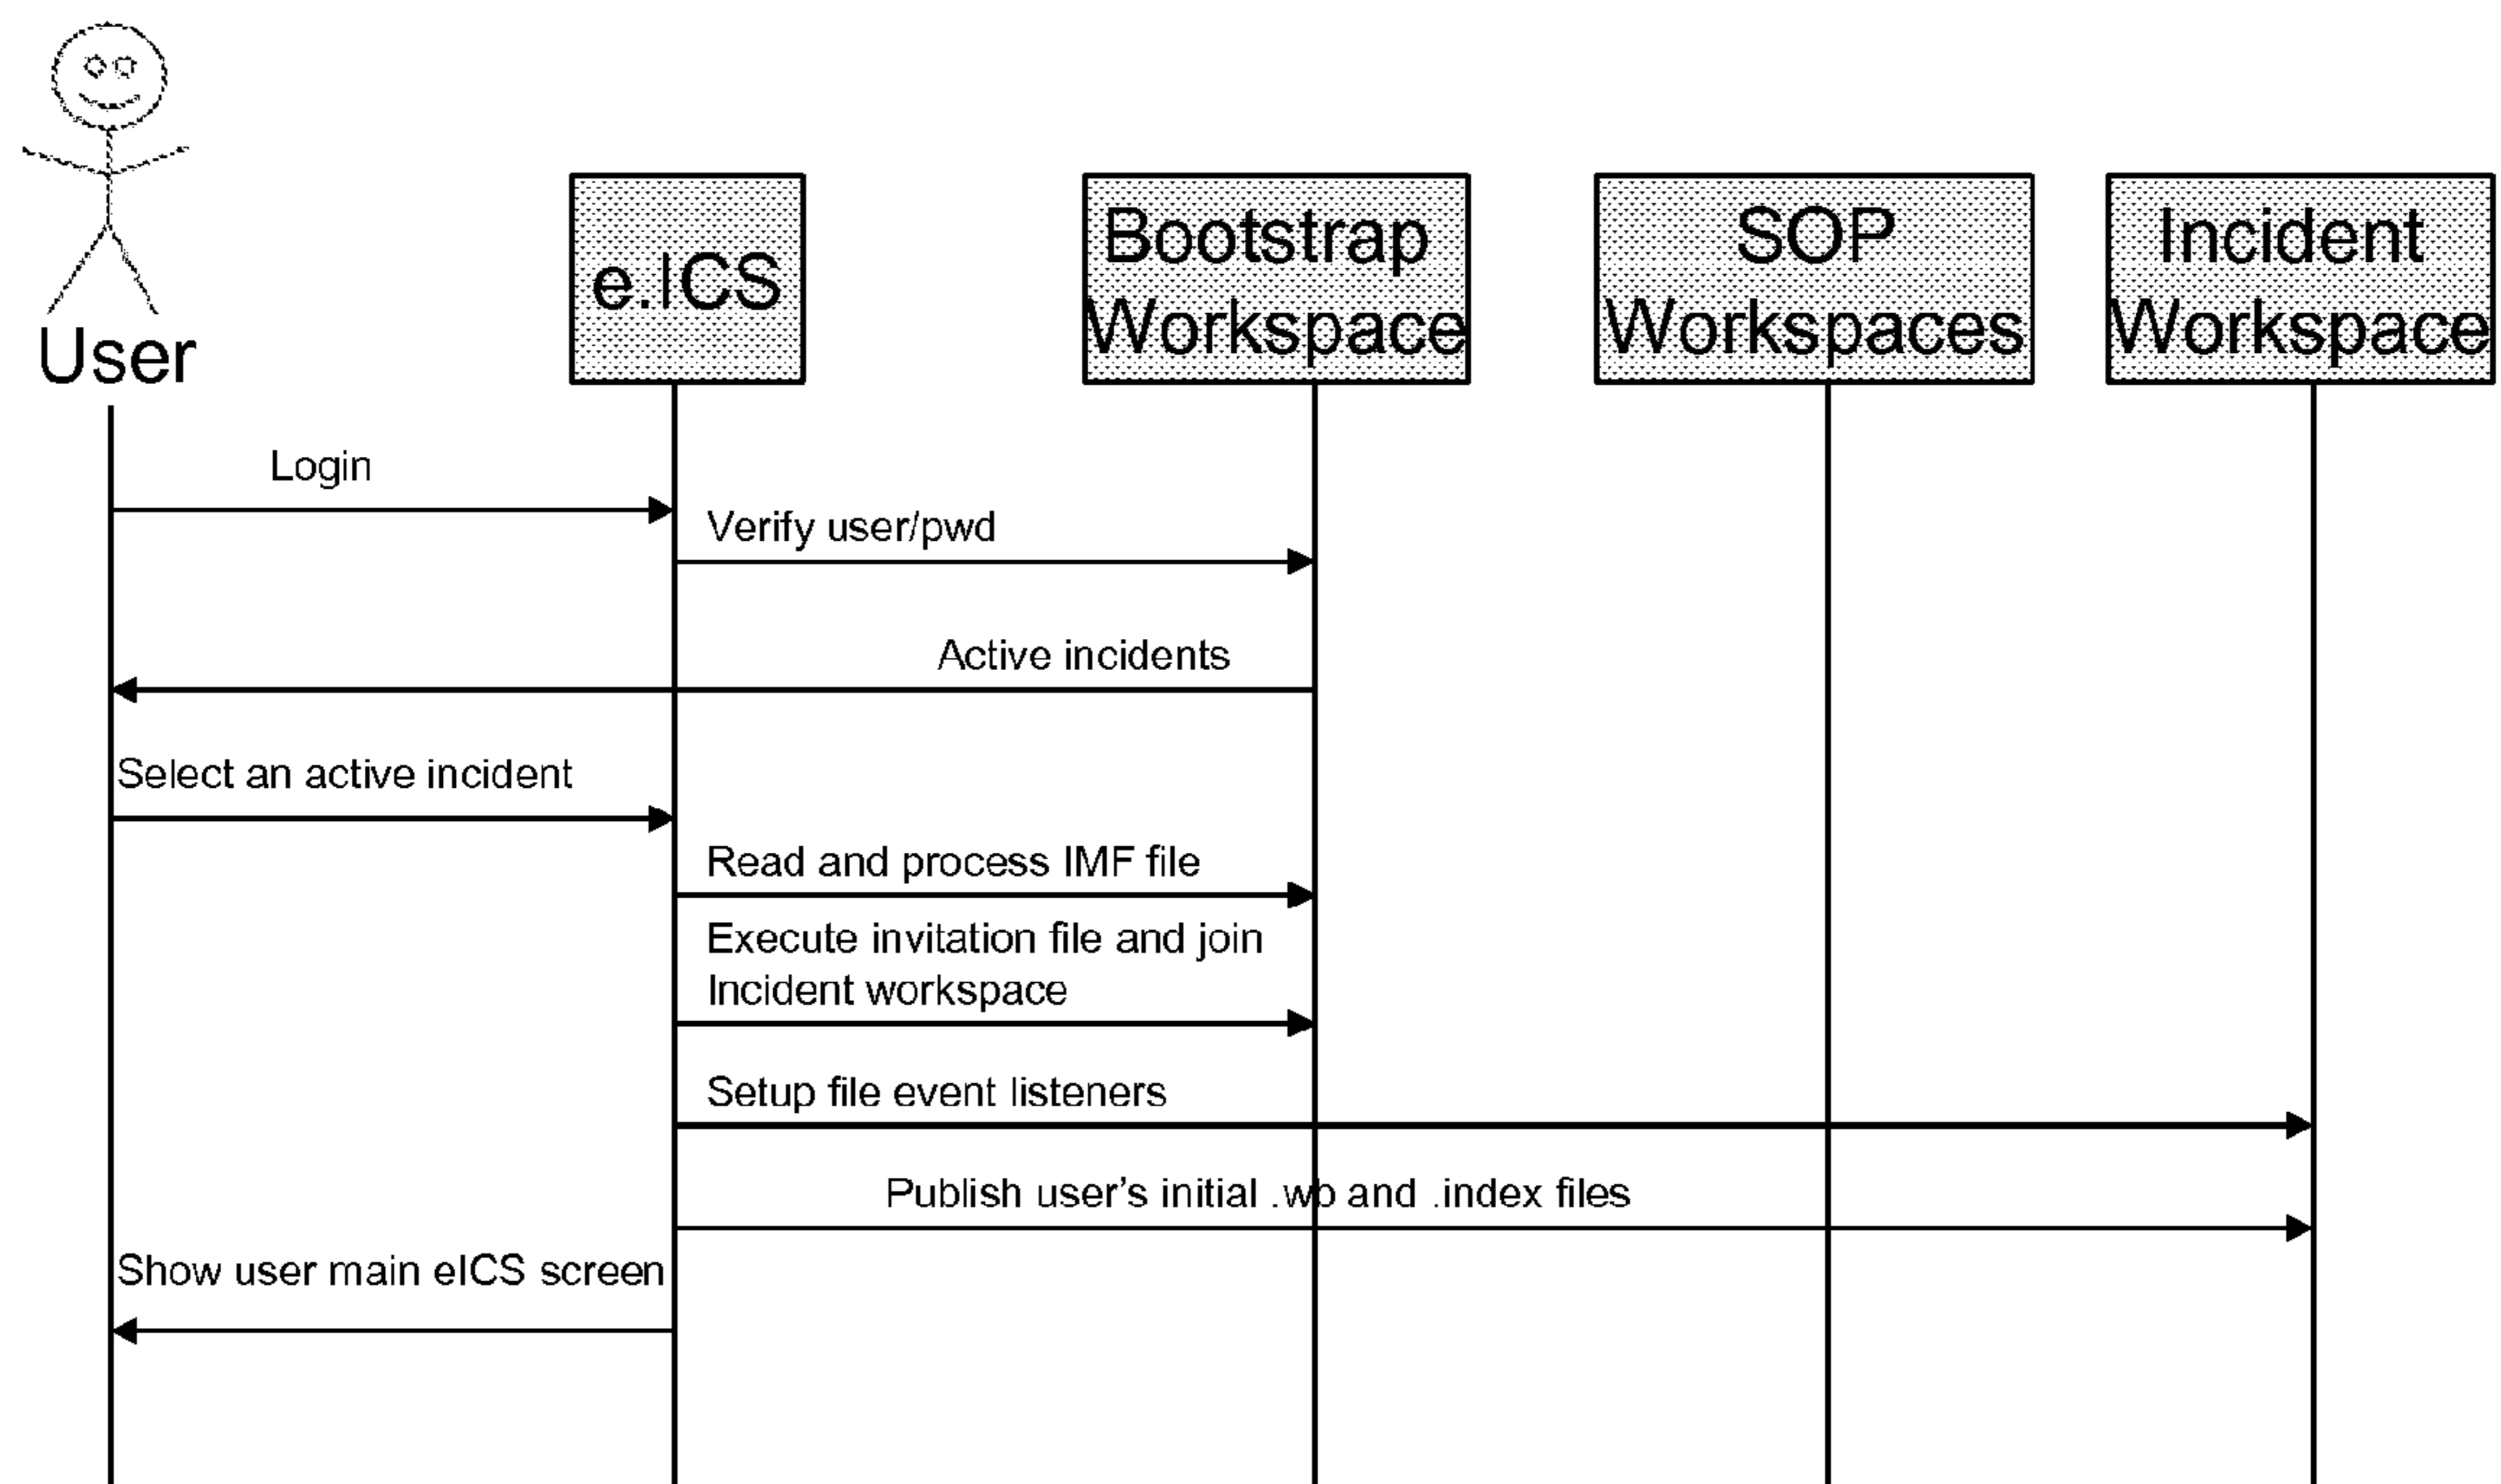 User
e.ICS
Bootstrap
Workspace
SOP
Workspaces
Incident
Workspace
Login
Verify user/pwd
Active incidents
Select an active incident
Read and process IMF file
Execute invitation file and join
Incident workspace
Setup file event listeners
Publish user’s initial .wb and .index files
Show user main eICS screen